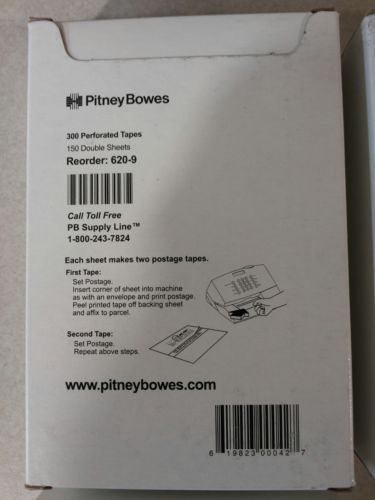 PitneyBowes
300 Perforated Tapes
150 Double Sheets
Reorder: 620-9
Call Toll Free
PB Supply Line™
1-800-243-7824
Each sheet makes two postage tapes.
First Tape:
Set Postage.
Insert corner of sheet into machine
as with an envelope and print postage.
Peel printed tape off backing sheet
and affix to parcel.
Second Tape:
Set Postage.
Repeat above steps.
www.pitneybowes.com
6 19823 00042 7